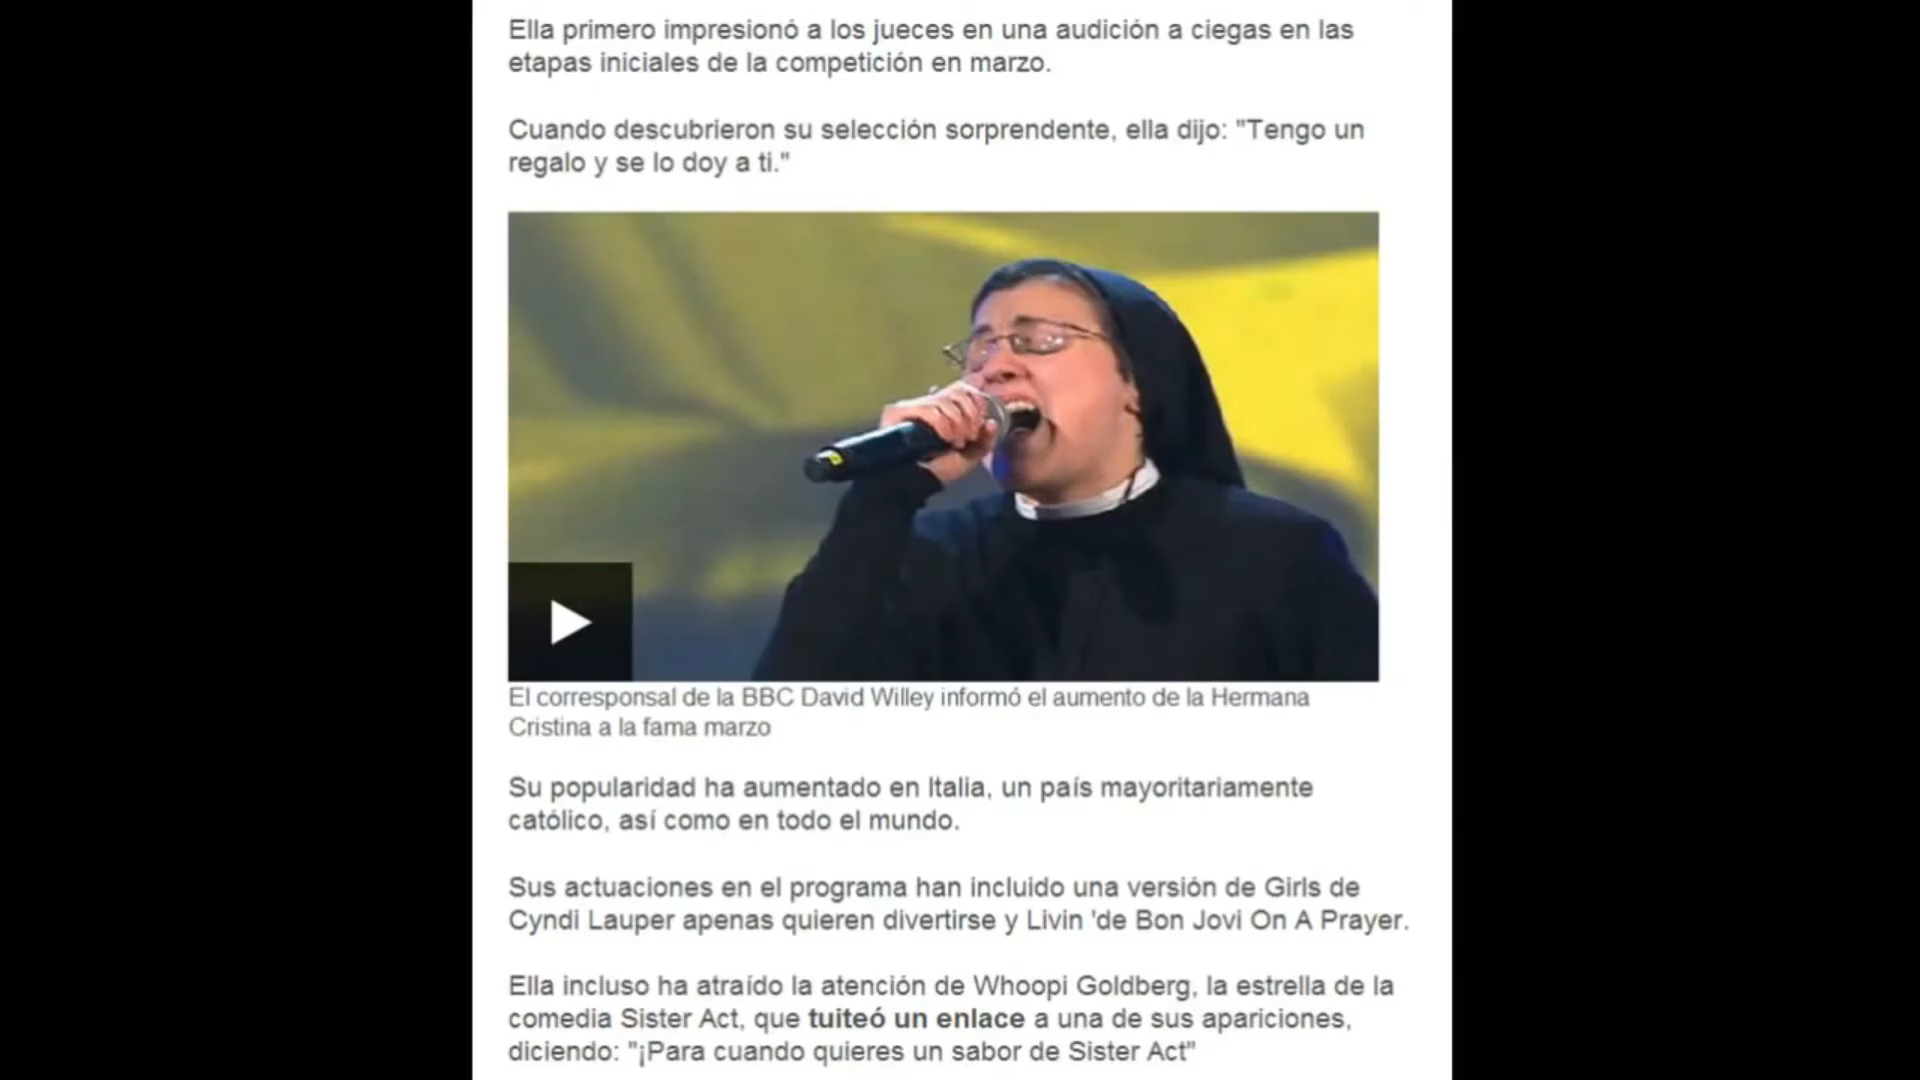 Ella primero impresionó a los jueces en una audición a ciegas en las
etapas iniciales de la competición en marzo.
Cuando descubrieron su selección sorprendente, ella dijo: "Tengo un
regalo y se lo doy a ti."
El corresponsal de la BBC David Willey informó el aumento de la Hermana
Cristina a la fama marzo
Su popularidad ha aumentado en Italia, un país mayoritariamente
católico, así como en todo el mundo.
Sus actuaciones en el programa han incluido una versión de Girls de
Cyndi Lauper apenas quieren divertirse y Livin 'de Bon Jovi On A Prayer.
Ella incluso ha atraído la atención de Whoopi Goldberg, la estrella de la
comedia Sister Act, que tuiteó un enlace a una de sus apariciones,
diciendo: "¡Para cuando quieres un sabor de Sister Act"